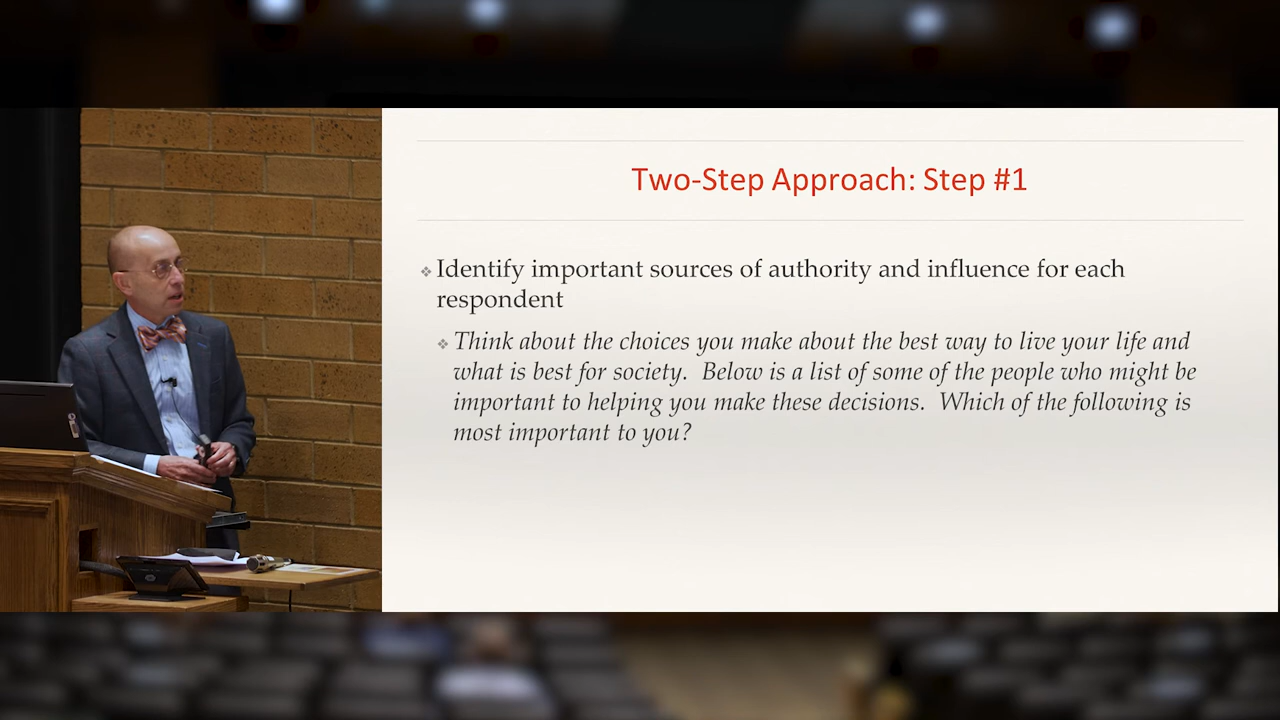 Two-Step Approach: Step #1
Identify important sources of authority and influence for each
respondent
Think about the choices you make about the best way to live your life and
what is best for society.  Below is a list of some of the people who might be
important to helping you make these decisions.  Which of the following is
most important to you?